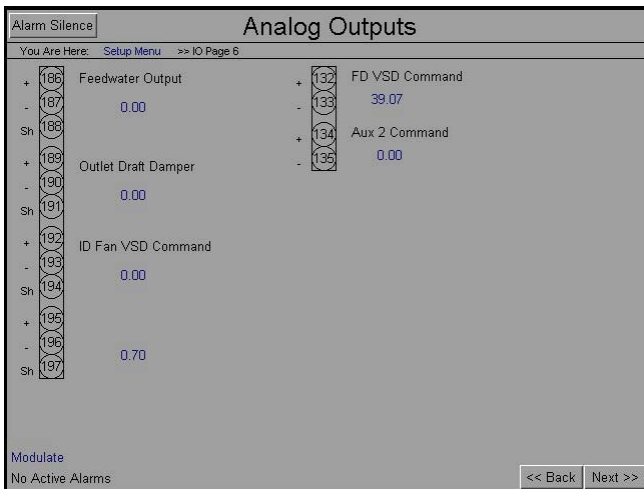 Alarm Silence
Analog Outputs
You Are Here: Setup Menu >> IO Page 6
+ 186 Feedwater Output
- 187 0.00
Sh 188
+ 189 Outlet Draft Damper
- 190 0.00
Sh 191
+ 192 ID Fan VSD Command
- 193 0.00
Sh 194
+ 195
- 196 0.70
Sh 197
+ 132 FD VSD Command
- 133 39.07
+ 134 Aux 2 Command
- 135 0.00
Modulate
No Active Alarms
<< Back Next >>